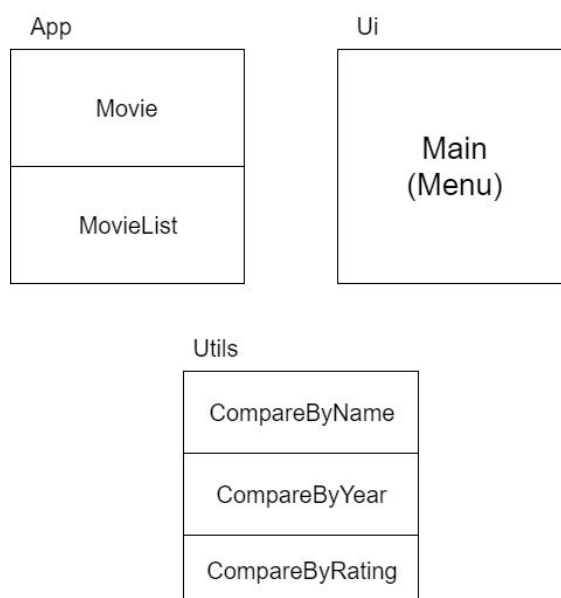 App
Ui
Movie
MovieList
Main
(Menu)
Utils
CompareByName
CompareByYear
CompareByRating